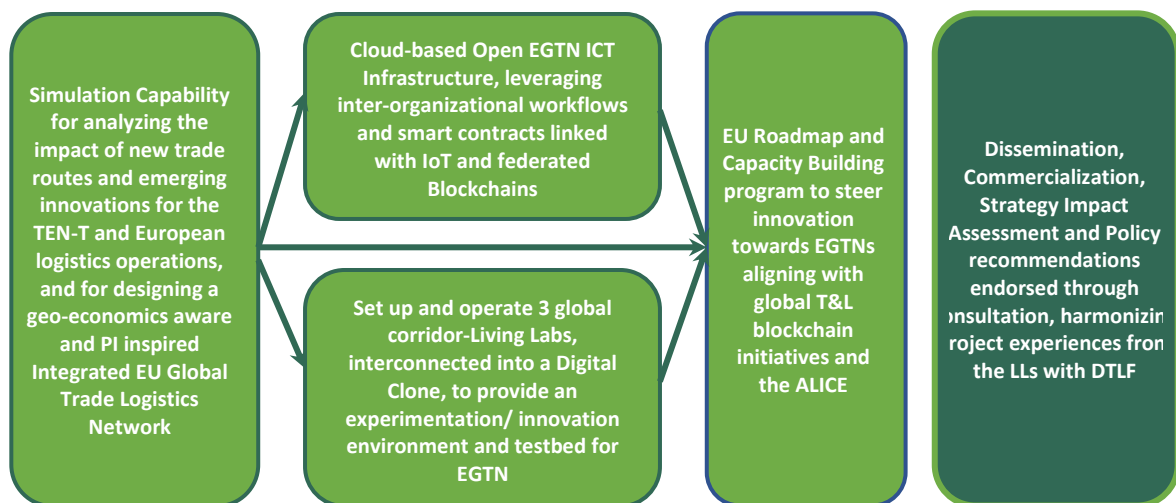 Simulation Capability
for analyzing the
impact of new trade
routes and emerging
innovations for the
TEN-T and European
logistics operations,
and for designing a
geo-economics aware
and PI inspired
Integrated EU Global
Trade Logistics
Network
Cloud-based Open EGTN ICT
Infrastructure, leveraging
inter-organizational workflows
and smart contracts linked
with IoT and federated
Blockchains
Set up and operate 3 global
corridor-Living Labs,
interconnected into a Digital
Clone, to provide an
experimentation/ innovation
environment and testbed for
EGTN
EU Roadmap and
Capacity Building
program to steer
innovation
towards EGTNs
aligning with
global T&L
blockchain
initiatives and
the ALICE
Dissemination,
Commercialization,
Strategy Impact
Assessment and Policy
recommendations
endorsed through
onsultation, harmonizin
roject experiences fron
the LLs with DTLF